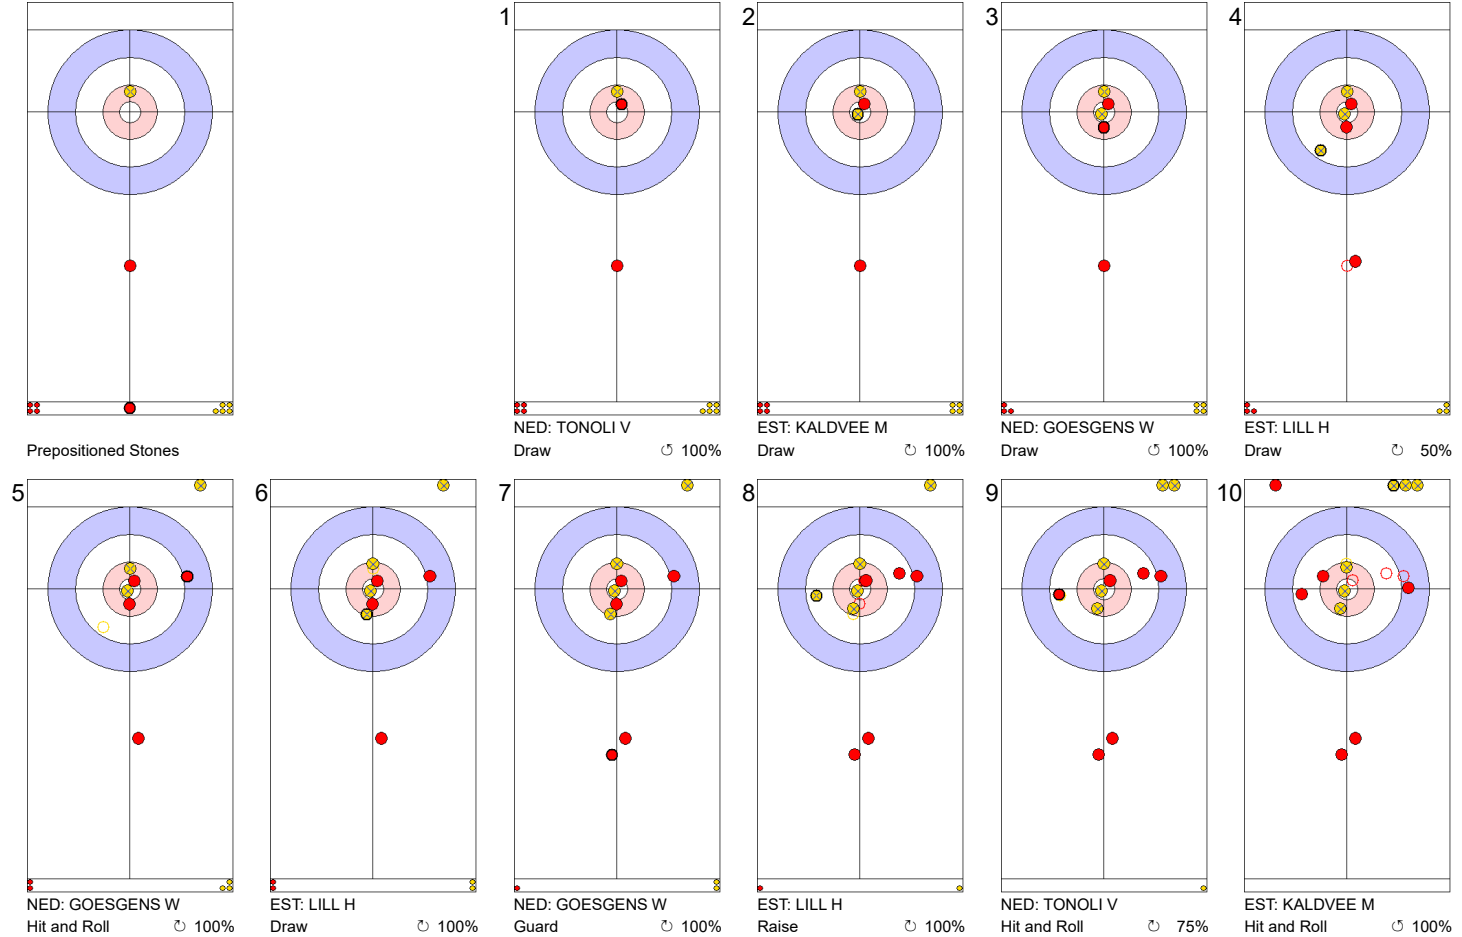 1 2 3 4
Prepositioned Stones
NED: TONOLI V
Draw ↻ 100%
EST: KALDVEE M
Draw ↻ 100%
NED: GOESGENS W
Draw ↺ 100%
EST: LILL H
Draw ↻ 50%
5 6 7 8 9 10
NED: GOESGENS W
Hit and Roll ↻ 100%
EST: LILL H
Draw ↻ 100%
NED: GOESGENS W
Guard ↻ 100%
EST: LILL H
Raise ↻ 100%
NED: TONOLI V
Hit and Roll ↻ 75%
EST: KALDVEE M
Hit and Roll ↻ 100%